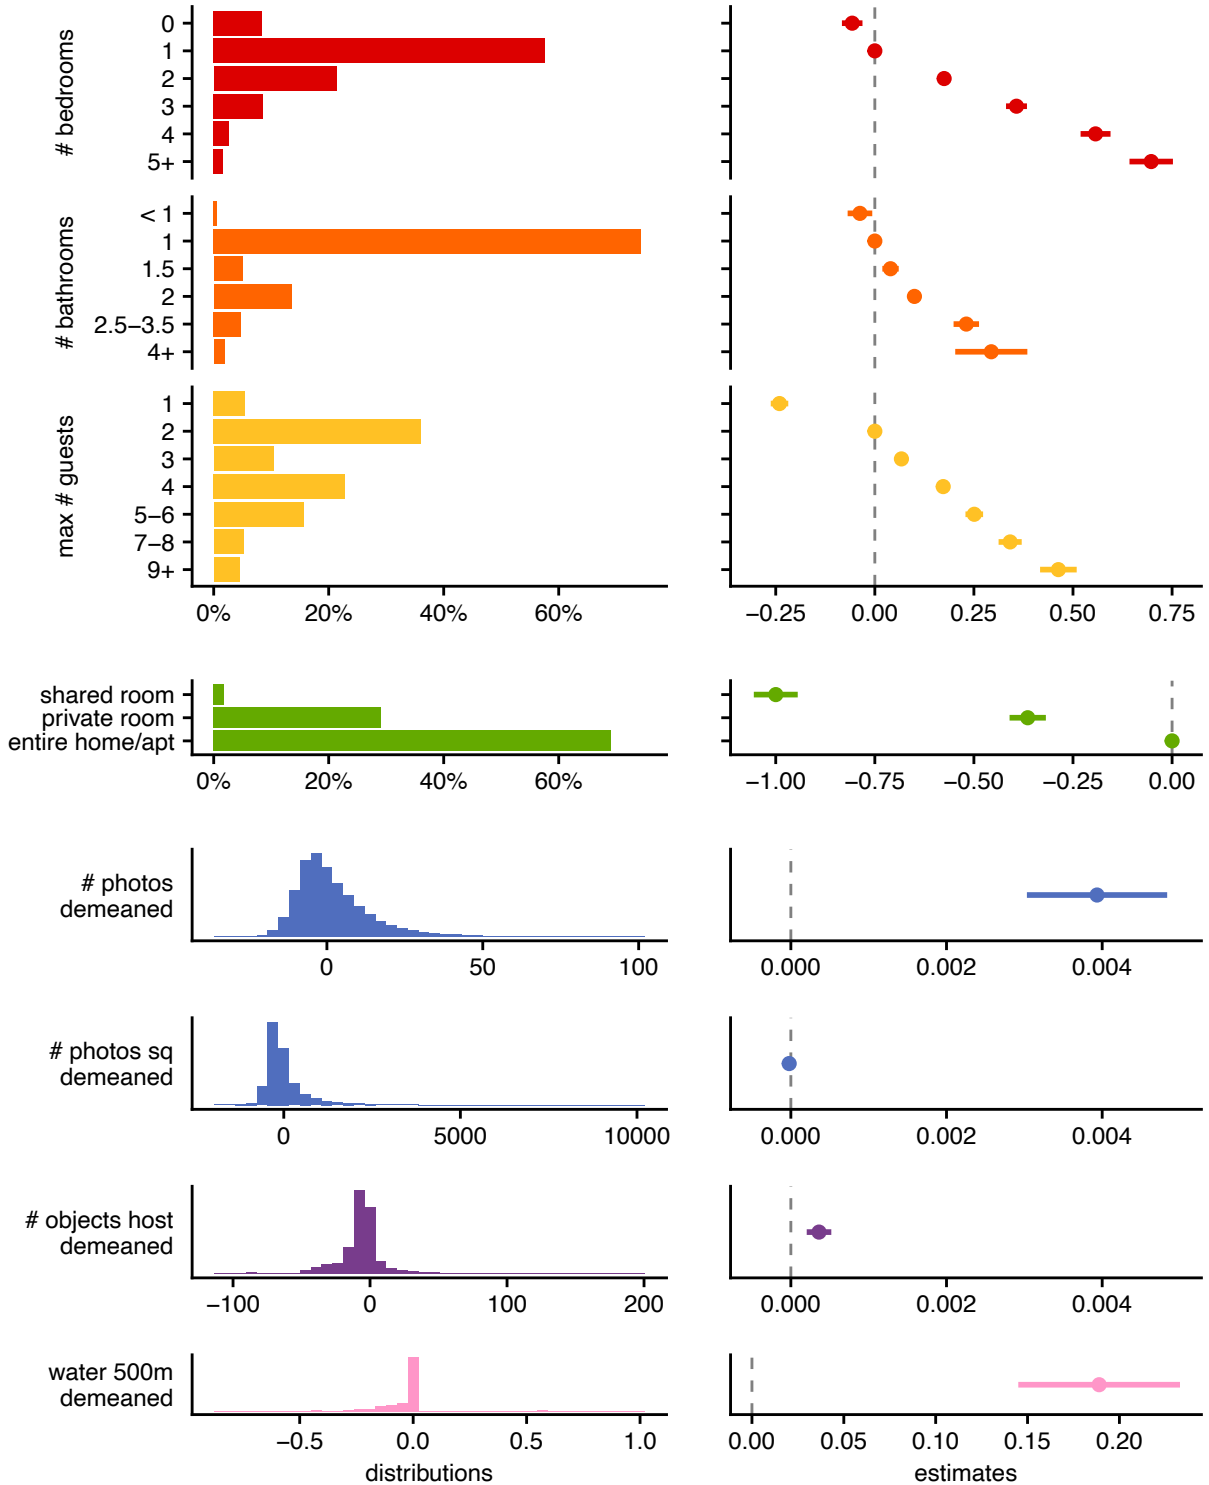 # bedrooms
0
1
2
3
4
5+
# bathrooms
< 1
1
1.5
2
2.5−3.5
4+
max # guests
1
2
3
4
5−6
7−8
9+
0% 20% 40% 60%
−0.25 0.00 0.25 0.50 0.75
shared room
private room
entire home/apt
0% 20% 40% 60%
−1.00 −0.75 −0.50 −0.25 0.00
# photos
demeaned
0 50 100
0.000 0.002 0.004
# photos sq
demeaned
0 5000 10000
0.000 0.002 0.004
# objects host
demeaned
−100 0 100 200
0.000 0.002 0.004
water 500m
demeaned
−0.5 0.0 0.5 1.0
0.00 0.05 0.10 0.15 0.20
distributions
estimates